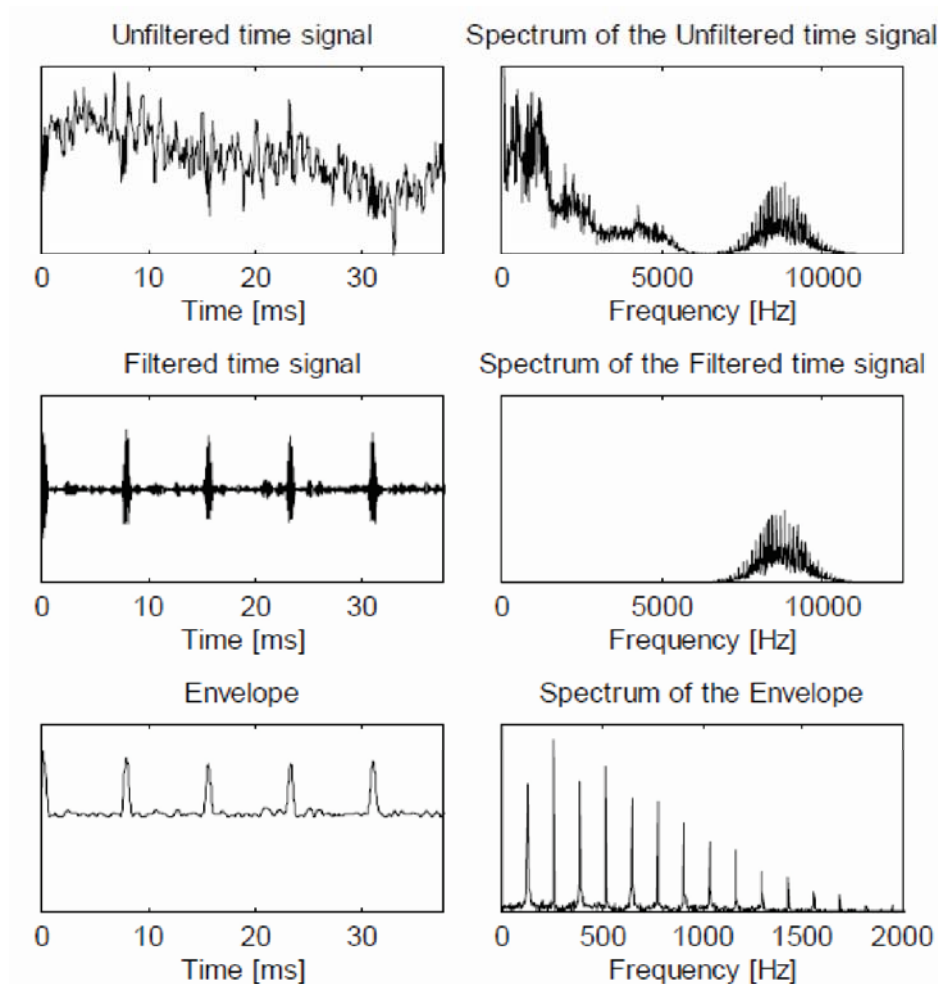 Unfiltered time signal
Spectrum of the Unfiltered time signal
0 10 20 30
Time [ms]
0 5000 10000
Frequency [Hz]
Filtered time signal
Spectrum of the Filtered time signal
0 10 20 30
Time [ms]
0 5000 10000
Frequency [Hz]
Envelope
Spectrum of the Envelope
0 10 20 30
Time [ms]
0 500 1000 1500 2000
Frequency [Hz]